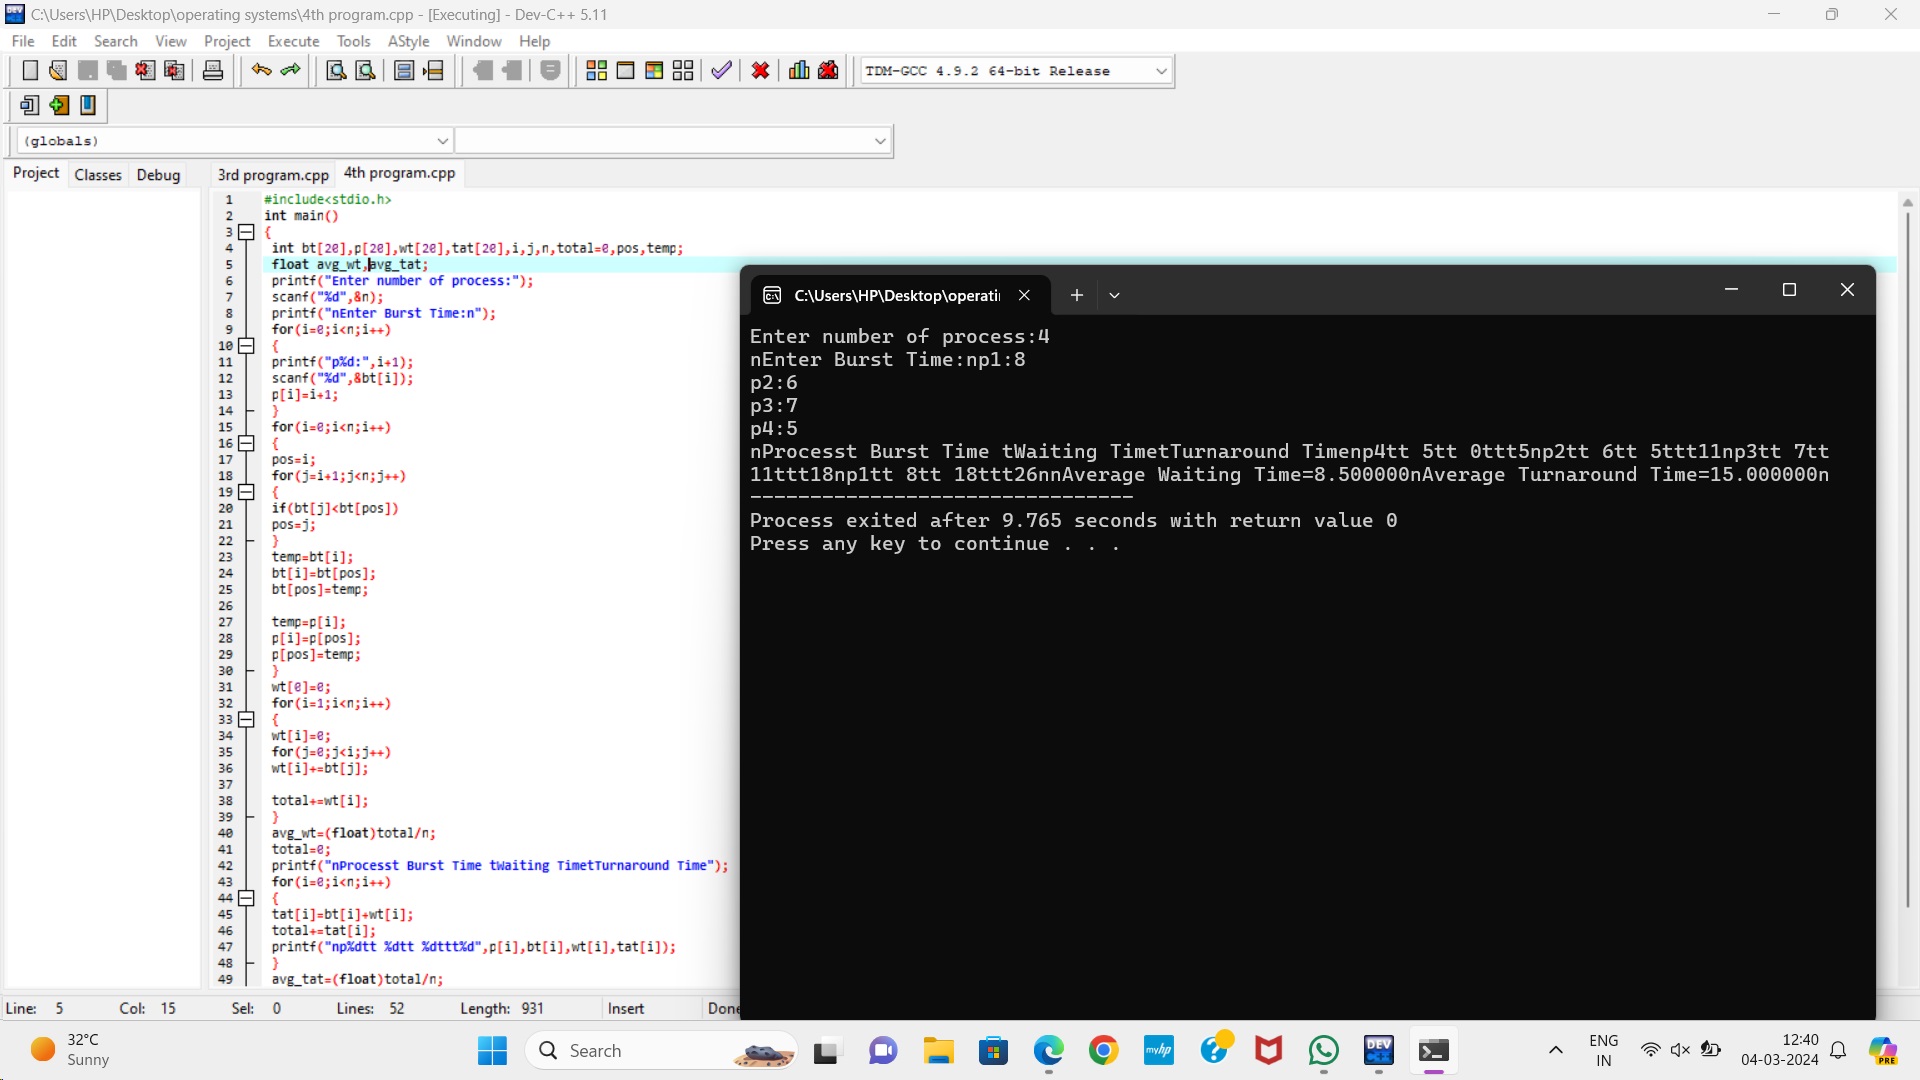 C:\Users\HP\Desktop\operating systems\4th program.cpp - [Executing] - Dev-C++ 5.11
File Edit Search View Project Execute Tools AStyle Window Help
TDM-GCC 4.9.2 64-bit Release
(globals)
Project Classes Debug
3rd program.cpp 4th program.cpp
1 #include<stdio.h>
2 int main()
3 {
4 int bt[20],p[20],wt[20],tat[20],i,j,n,total=0,pos,temp;
5 float avg_wt,avg_tat;
6 printf("Enter number of process:");
7 scanf("%d",&n);
8 printf("nEnter Burst Time:n");
9 for(i=0;i<n;i++)
10 {
11 printf("p%d:",i+1);
12 scanf("%d",&bt[i]);
13 p[i]=i+1;
14 }
15 for(i=0;i<n;i++)
16 {
17 pos=i;
18 for(j=i+1;j<n;j++)
19 {
20 if(bt[j]<bt[pos])
21 pos=j;
22 }
23 temp=bt[i];
24 bt[i]=bt[pos];
25 bt[pos]=temp;
26
27 temp=p[i];
28 p[i]=p[pos];
29 p[pos]=temp;
30 }
31 wt[0]=0;
32 for(i=1;i<n;i++)
33 {
34 wt[i]=0;
35 for(j=0;j<i;j++)
36 wt[i]+=bt[j];
37
38 total+=wt[i];
39 }
40 avg_wt=(float)total/n;
41 total=0;
42 printf("nProcesst Burst Time tWaiting TimetTurnaround Time");
43 for(i=0;i<n;i++)
44 {
45 tat[i]=bt[i]+wt[i];
46 total+=tat[i];
47 printf("np%dtt %dtt %dttt%d",p[i],bt[i],wt[i],tat[i]);
48 }
49 avg_tat=(float)total/n;
C:\Users\HP\Desktop\operati
Enter number of process:4
nEnter Burst Time:np1:8
p2:6
p3:7
p4:5
nProcesst Burst Time tWaiting TimetTurnaround Timenp4tt 5tt 0ttt5np2tt 6tt 5ttt11np3tt 7tt
11ttt18np1tt 8tt 18ttt26nnAverage Waiting Time=8.500000nAverage Turnaround Time=15.000000n
--------------------------------
Process exited after 9.765 seconds with return value 0
Press any key to continue . . .
Line: 5 Col: 15 Sel: 0 Lines: 52 Length: 931 Insert Done
32°C
Sunny
Search
myhp
DEV
ENG
IN
12:40
04-03-2024
PRE